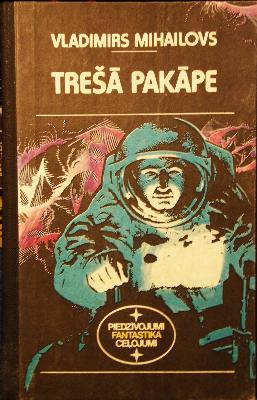 VLADIMIRS MIHAILOVS
TREŠĀ PAKĀPE
PIEDZĪVOJUMI
FANTASTIKA
CEĻOJUMI